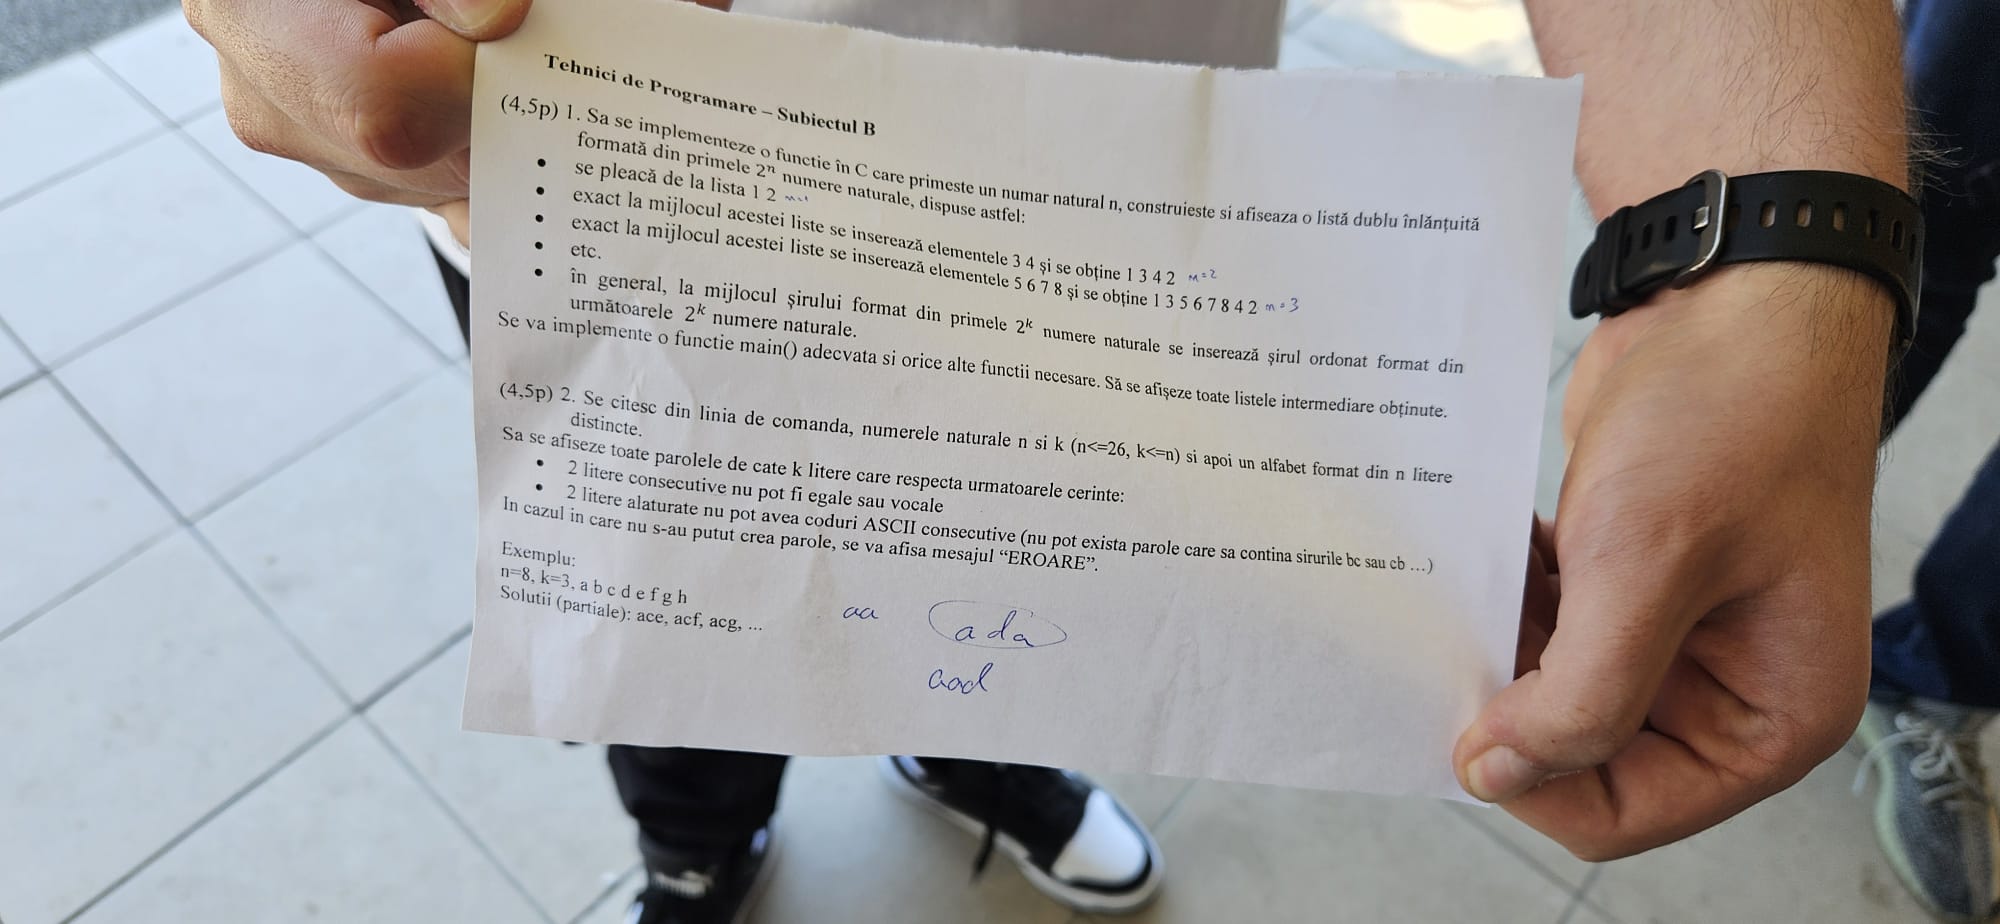 Tehnici de Programare – Subiectul B
(4,5p) 1. Sa se implementeze o functie în C care primeste un numar natural n, construieste si afiseaza o listă dublu înlănțuită
formată din primele 2ⁿ numere naturale, dispuse astfel:
• se pleacă de la lista 1 2
• exact la mijlocul acestei liste se inserează elementele 3 4 și se obține 1 3 4 2 m=2
• exact la mijlocul acestei liste se inserează elementele 5 6 7 8 și se obține 1 3 5 6 7 8 4 2 m=3
• etc.
• în general, la mijlocul șirului format din primele 2ᵏ numere naturale se inserează șirul ordonat format din
următoarele 2ᵏ numere naturale.
Se va implementa o functie main() adecvata si orice alte functii necesare. Să se afișeze toate listele intermediare obținute.
(4,5p) 2. Se citesc din linia de comanda, numerele naturale n si k (n<=26, k<=n) si apoi un alfabet format din n litere
distincte.
Sa se afiseze toate parolele de cate k litere care respecta urmatoarele cerinte:
• 2 litere consecutive nu pot fi egale sau vocale
• 2 litere alaturate nu pot avea coduri ASCII consecutive (nu pot exista parole care sa contina sirurile bc sau cb ...)
In cazul in care nu s-au putut crea parole, se va afisa mesajul “EROARE”.
Exemplu:
n=8, k=3, a b c d e f g h
Solutii (partiale): ace, acf, acg, ...
aa ada
aad